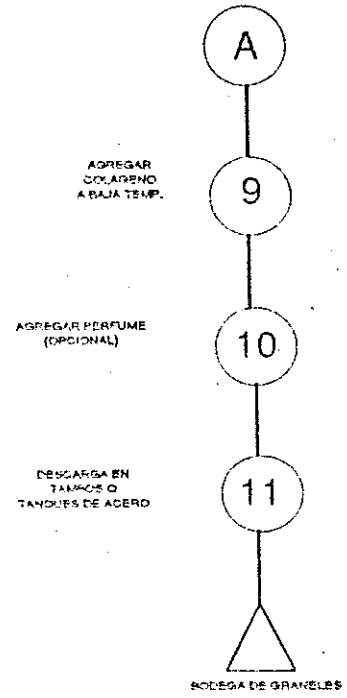 A
AGREGAR
COLAGENO
A BAJA TEMP.
9
AGREGAR PERFUME
(OPCIONAL)
10
DESCARGA EN
TAMBOS O
TANQUES DE ACERO
11
BODEGA DE GRANELES